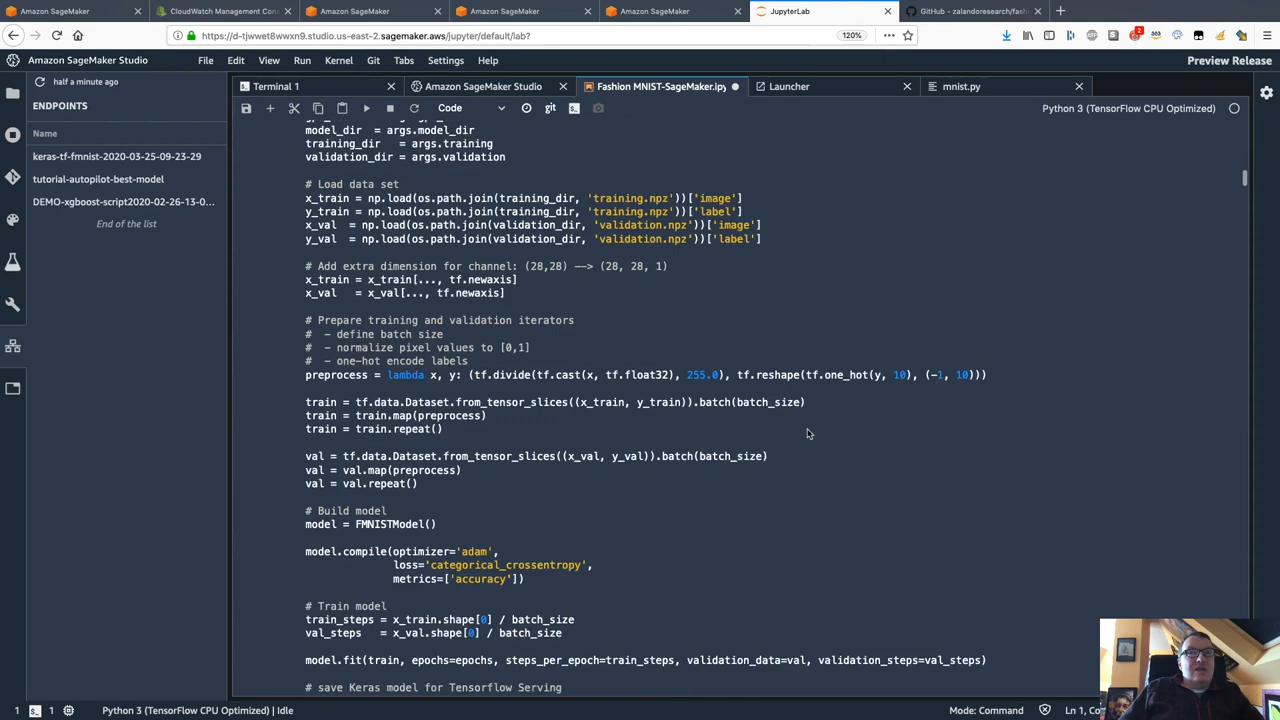 Amazon SageMaker
CloudWatch Management Con
Amazon SageMaker
Amazon SageMaker
Amazon SageMaker
JupyterLab
GitHub - zalandoresearch/fash
https://d-tjwwet8wwxn9.studio.us-east-2.sagemaker.aws/jupyter/default/lab?
120%
Amazon SageMaker Studio
File Edit View Run Kernel Git Tabs Settings Help
Preview Release
half a minute ago
ENDPOINTS
Name
keras-tf-fmnist-2020-03-25-09-23-29
tutorial-autopilot-best-model
DEMO-xgboost-script2020-02-26-13-0...
End of the list
Terminal 1
Amazon SageMaker Studio
Fashion MNIST-SageMaker.ipy
Launcher
mnist.py
Code
git
Python 3 (TensorFlow CPU Optimized)
model_dir  = args.model_dir
training_dir   = args.training
validation_dir = args.validation
# Load data set
x_train = np.load(os.path.join(training_dir, 'training.npz'))['image']
y_train = np.load(os.path.join(training_dir, 'training.npz'))['label']
x_val  = np.load(os.path.join(validation_dir, 'validation.npz'))['image']
y_val  = np.load(os.path.join(validation_dir, 'validation.npz'))['label']
# Add extra dimension for channel: (28,28) --> (28, 28, 1)
x_train = x_train[..., tf.newaxis]
x_val   = x_val[..., tf.newaxis]
# Prepare training and validation iterators
#  - define batch size
#  - normalize pixel values to [0,1]
#  - one-hot encode labels
preprocess = lambda x, y: (tf.divide(tf.cast(x, tf.float32), 255.0), tf.reshape(tf.one_hot(y, 10), (-1, 10)))
train = tf.data.Dataset.from_tensor_slices((x_train, y_train)).batch(batch_size)
train = train.map(preprocess)
train = train.repeat()
val = tf.data.Dataset.from_tensor_slices((x_val, y_val)).batch(batch_size)
val = val.map(preprocess)
val = val.repeat()
# Build model
model = FMNISTModel()
model.compile(optimizer='adam',
loss='categorical_crossentropy',
metrics=['accuracy'])
# Train model
train_steps = x_train.shape[0] / batch_size
val_steps   = x_val.shape[0] / batch_size
model.fit(train, epochs=epochs, steps_per_epoch=train_steps, validation_data=val, validation_steps=val_steps)
# save Keras model for Tensorflow Serving
1
1
Python 3 (TensorFlow CPU Optimized) | Idle
Mode: Command
Ln 1, Co